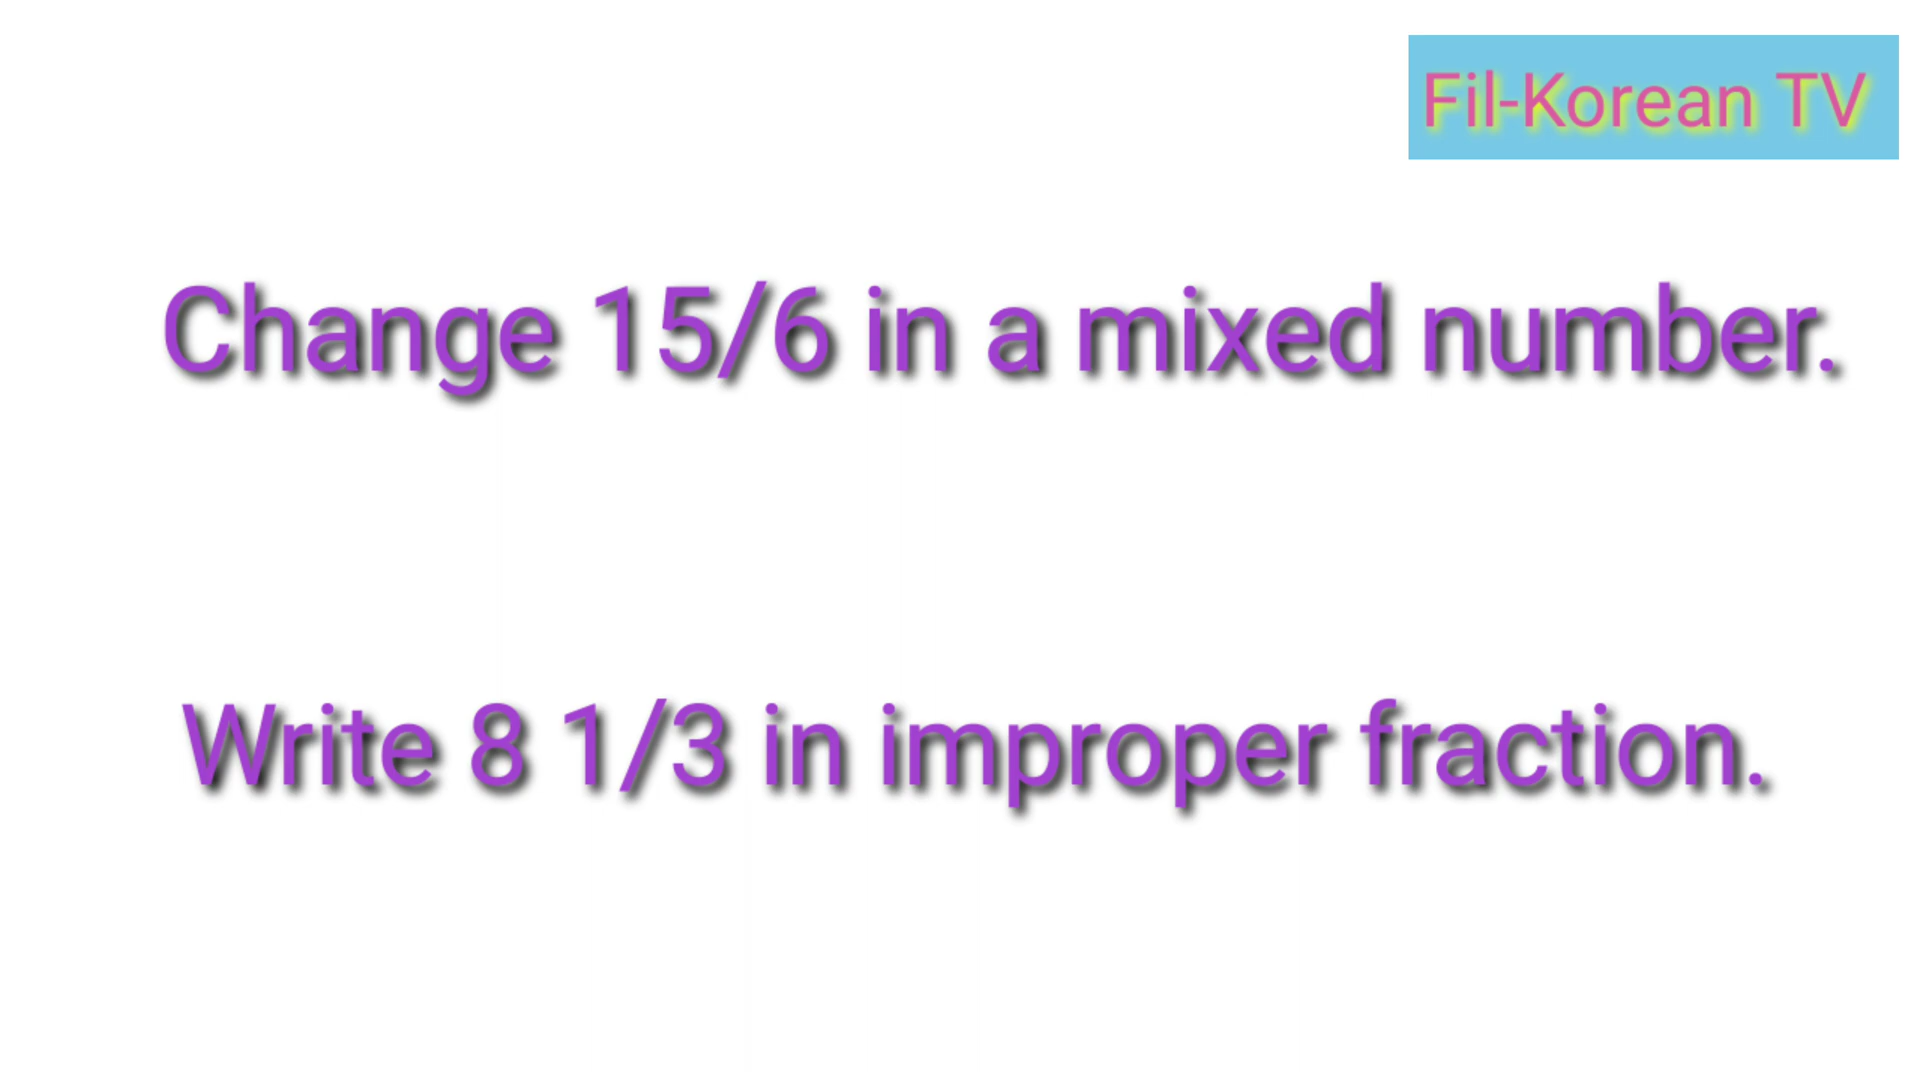 Fil-Korean TV
Change 15/6 in a mixed number.
Write 8 1/3 in improper fraction.